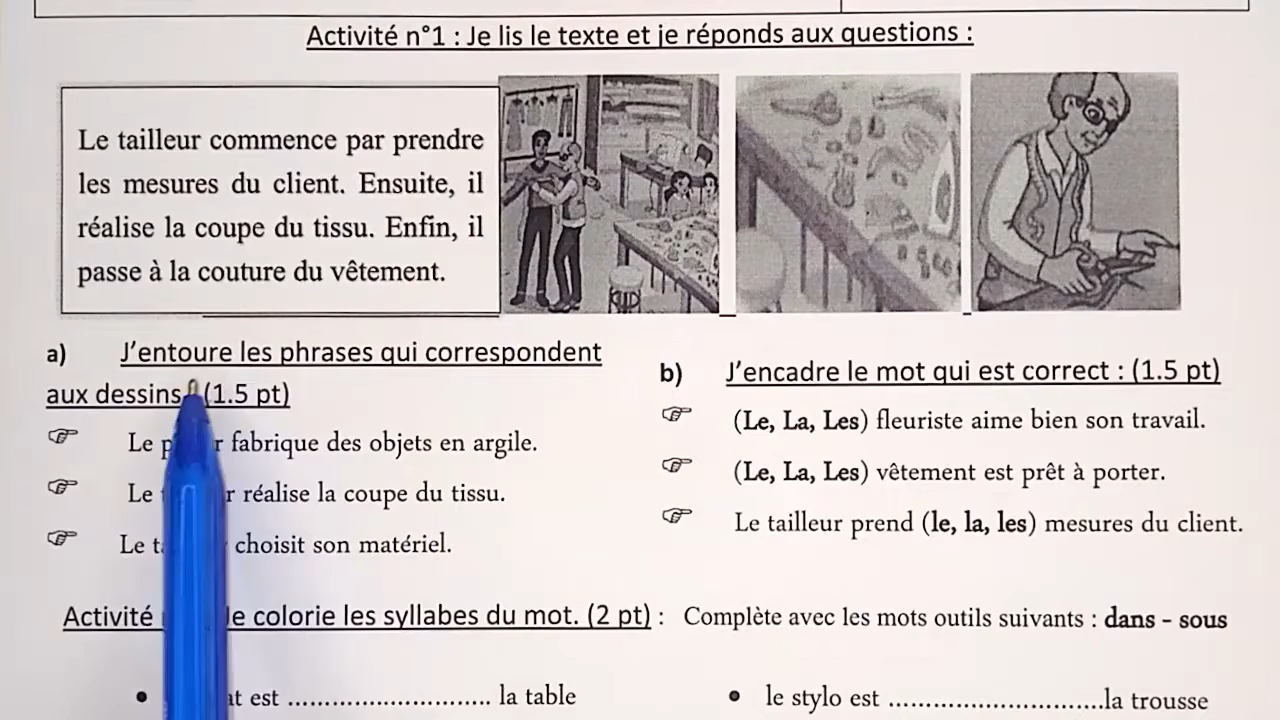 Activité n°1 : Je lis le texte et je réponds aux questions :
Le tailleur commence par prendre
les mesures du client. Ensuite, il
réalise la coupe du tissu. Enfin, il
passe à la couture du vêtement.
a) J'entoure les phrases qui correspondent
aux dessins (1.5 pt)
Le fabrique des objets en argile.
Le réalise la coupe du tissu.
Le choisit son matériel.
b) J'encadre le mot qui est correct : (1.5 pt)
(Le, La, Les) fleuriste aime bien son travail.
(Le, La, Les) vêtement est prêt à porter.
Le tailleur prend (le, la, les) mesures du client.
Activité colorie les syllabes du mot. (2 pt) : Complète avec les mots outils suivants : dans - sous
• est ............................ la table
• le stylo est .............................la trousse